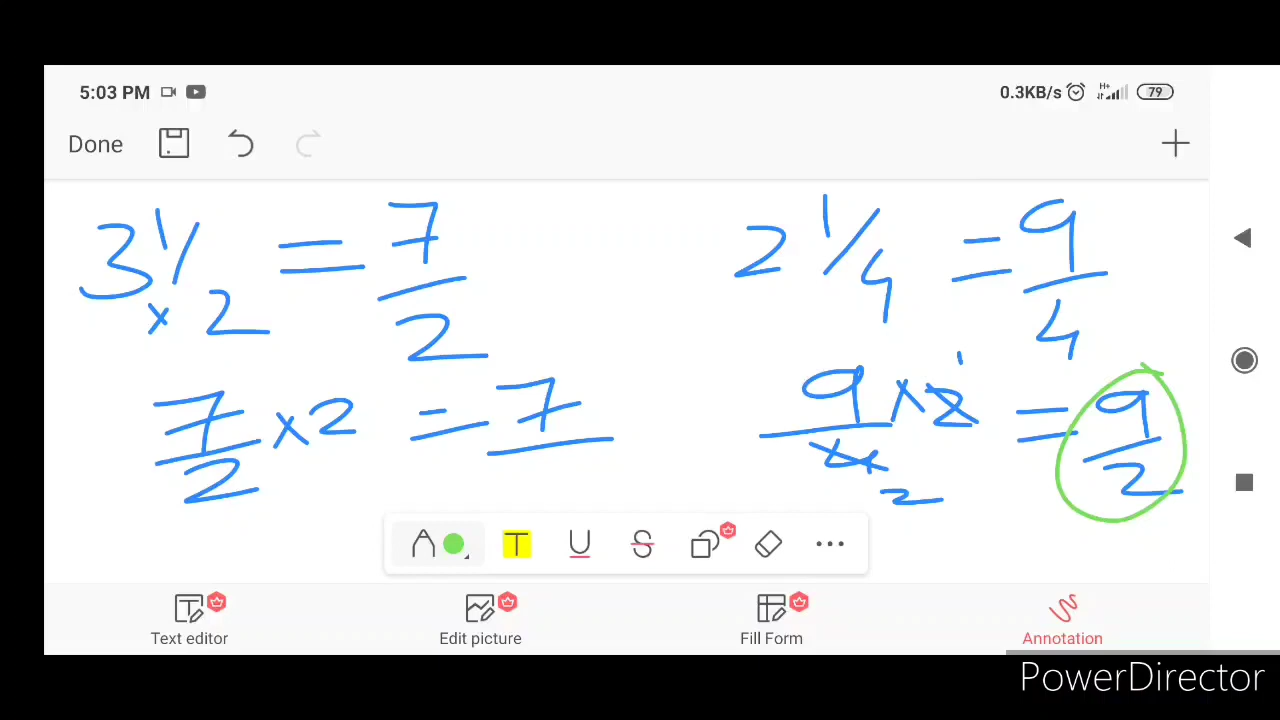 5:03 PM
0.3KB/s H+ 79
Done
3 1/2 = 7/2
×
2 1/4 = 9/4
7/2 × 2 = 7
9/4 × 2 = 9/2
1
2
T U S
Text editor
Edit picture
Fill Form
Annotation
PowerDirector